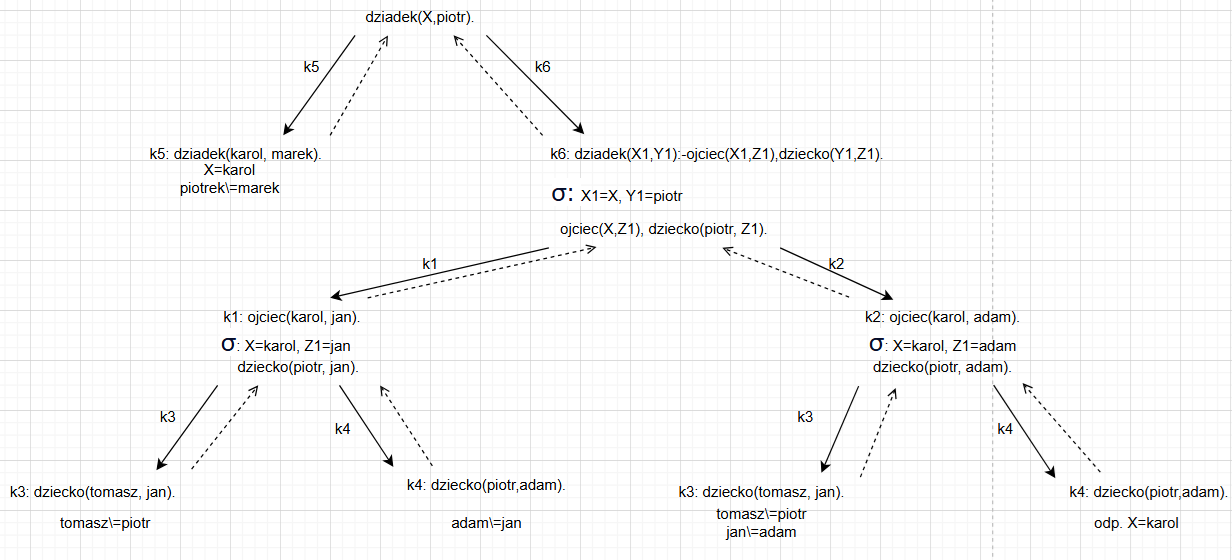 dziadek(X,piotr).
k5
k6
k5: dziadek(karol, marek).
X=karol
piotrek\=marek
k6: dziadek(X1,Y1):-ojciec(X1,Z1),dziecko(Y1,Z1).
σ: X1=X, Y1=piotr
ojciec(X,Z1), dziecko(piotr, Z1).
k1
k2
k1: ojciec(karol, jan).
σ: X=karol, Z1=jan
dziecko(piotr, jan).
k2: ojciec(karol, adam).
σ: X=karol, Z1=adam
dziecko(piotr, adam).
k3
k4
k3
k4
k3: dziecko(tomasz, jan).
tomasz\=piotr
k4: dziecko(piotr,adam).
adam\=jan
k3: dziecko(tomasz, jan).
tomasz\=piotr
jan\=adam
k4: dziecko(piotr,adam).
odp. X=karol